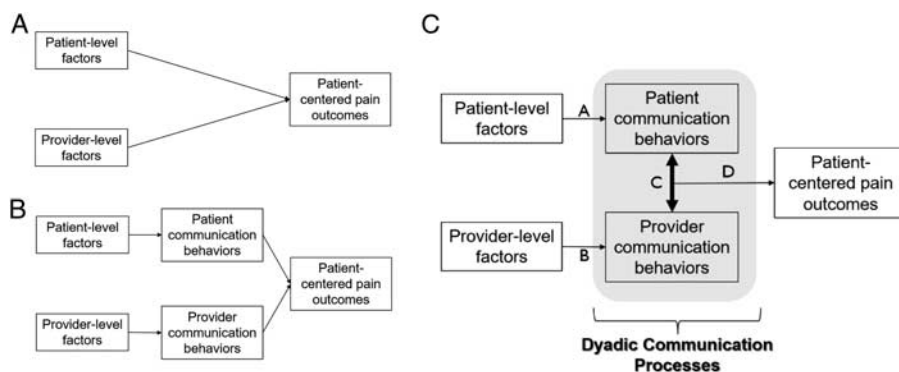 A
Patient-level
factors
Patient-
centered pain
outcomes
Provider-level
factors
B
Patient-level
factors
Patient
communication
behaviors
Patient-
centered pain
outcomes
Provider-level
factors
Provider
communication
behaviors
C
Patient-level
factors
A
Patient
communication
behaviors
C
D
Patient-
centered pain
outcomes
Provider-level
factors
B
Provider
communication
behaviors
Dyadic Communication
Processes